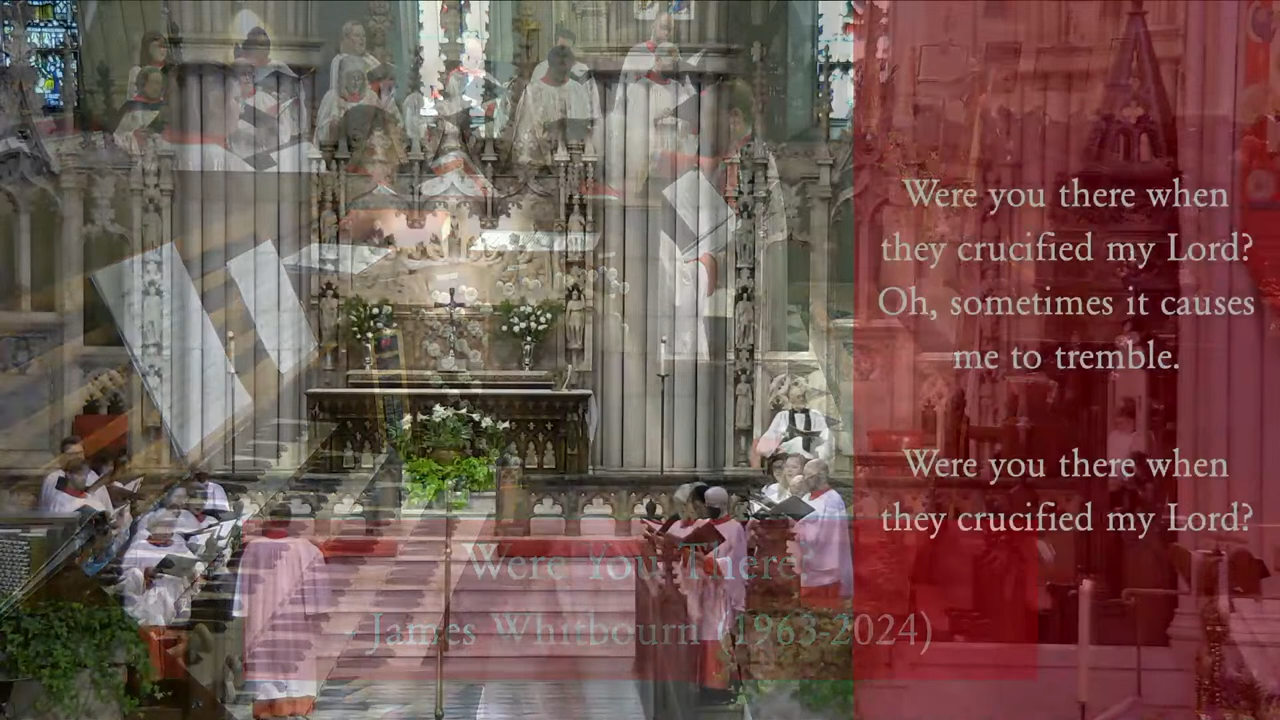 Were you there when
they crucified my Lord?
Oh, sometimes it causes
me to tremble.
Were you there when
they crucified my Lord?
Were You There?
- James Whitbourn (1963-2024)